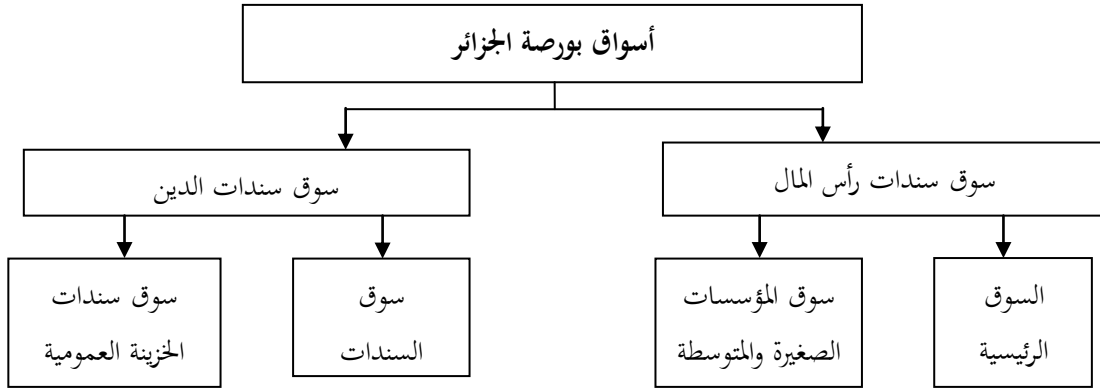 أسواق بورصة الجزائر
سوق سندات رأس المال
سوق سندات الدين
السوق
الرئيسية
سوق المؤسسات
الصغيرة والمتوسطة
سوق
السندات
سوق سندات
الخزينة العمومية